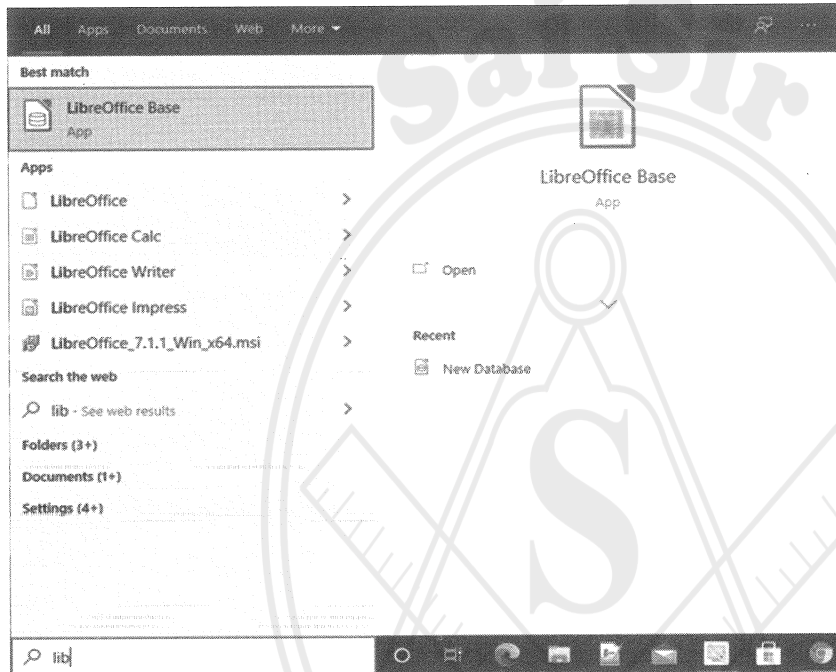 All Apps Documents Web More
Best match
LibreOffice Base
App
Apps
LibreOffice
LibreOffice Calc
LibreOffice Writer
LibreOffice Impress
LibreOffice_7.1.1_Win_x64.msi
Search the web
lib - See web results
Folders (3+)
Documents (1+)
Settings (4+)
lib
Sai Sir
LibreOffice Base
App
Open
Recent
New Database
S